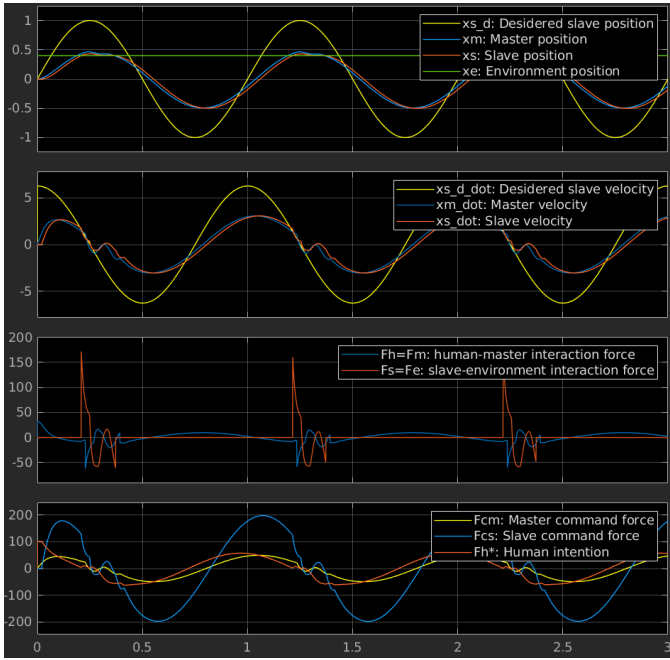 1
0.5
0
-0.5
-1
xs_d: Desidered slave position
xm: Master position
xs: Slave position
xe: Environment position
5
0
-5
xs_d_dot: Desidered slave velocity
xm_dot: Master velocity
xs_dot: Slave velocity
200
150
100
50
0
-50
Fh=Fm: human-master interaction force
Fs=Fe: slave-environment interaction force
200
100
0
-100
-200
Fcm: Master command force
Fcs: Slave command force
Fh*: Human intention
0
0.5
1
1.5
2
2.5
3